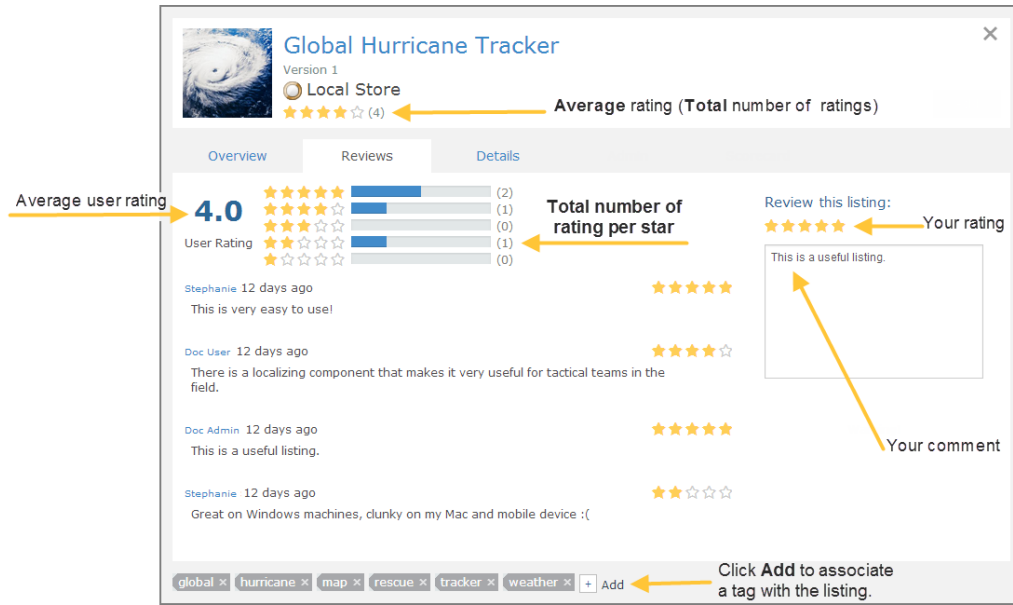 Global Hurricane Tracker
Version 1
Local Store
(4)
Average rating (Total number of ratings)
Overview
Reviews
Details
Average user rating
4.0
User Rating
(2)
(1)
(0)
(1)
(0)
Total number of
rating per star
Review this listing:
Your rating
This is a useful listing.
Your comment
Stephanie 12 days ago
This is very easy to use!
Doc User 12 days ago
There is a localizing component that makes it very useful for tactical teams in the
field.
Doc Admin 12 days ago
This is a useful listing.
Stephanie 12 days ago
Great on Windows machines, clunky on my Mac and mobile device :(
global × hurricane × map × rescue × tracker × weather × + Add
Click Add to associate
a tag with the listing.